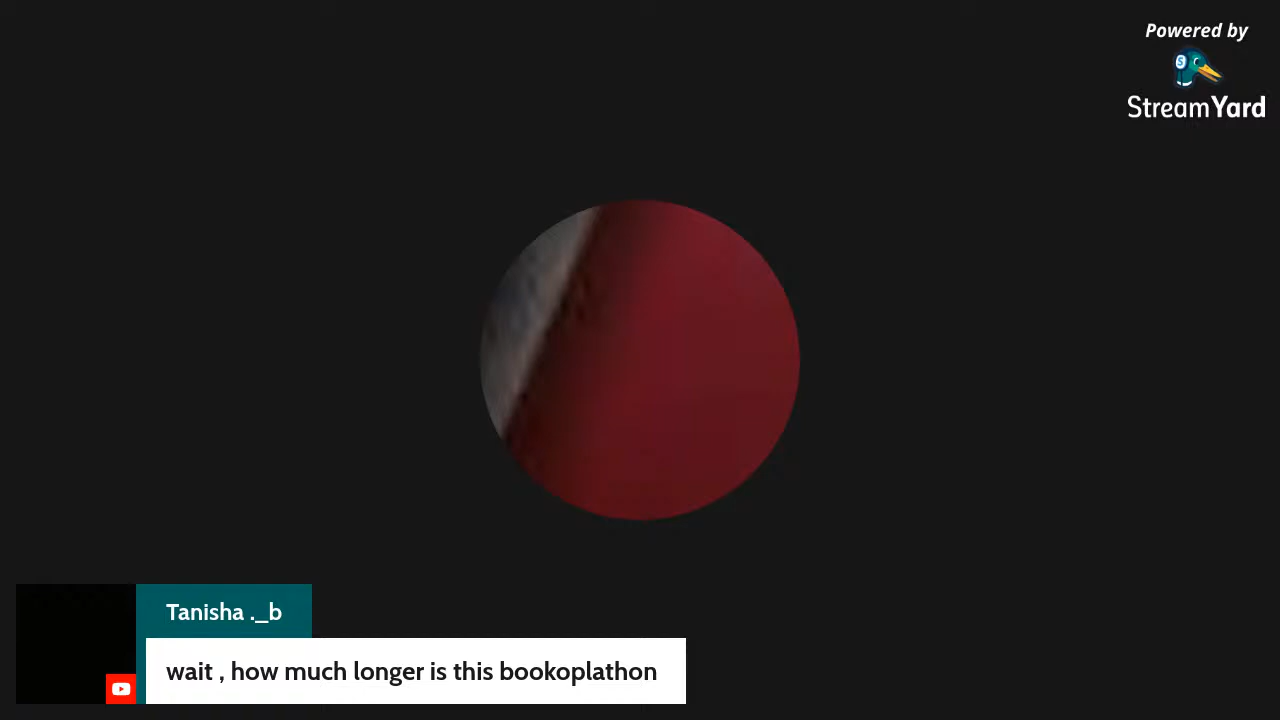 Powered by
StreamYard
Tanisha ._b
wait , how much longer is this bookoplathon